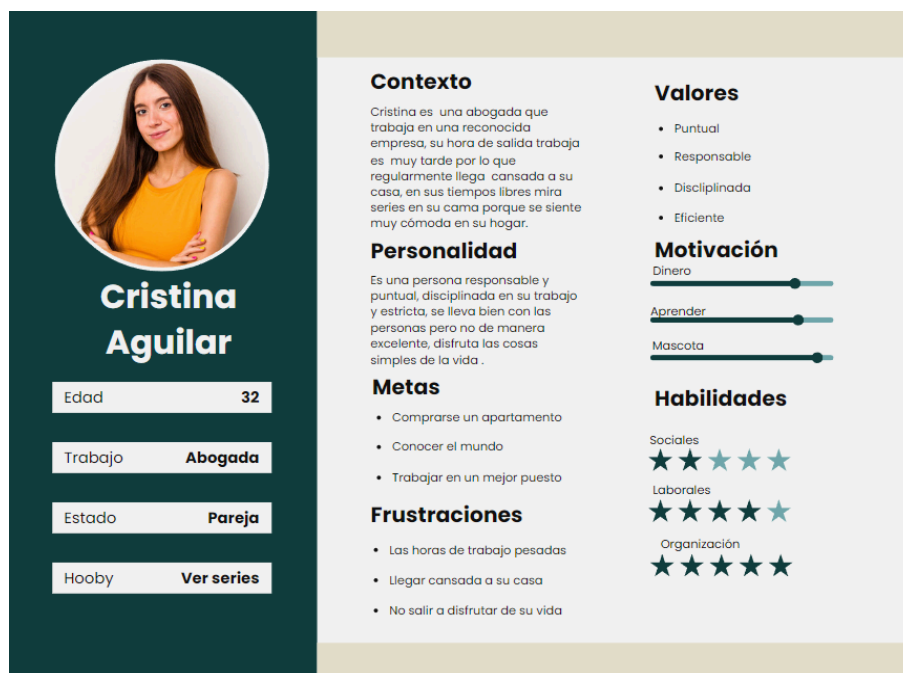 Cristina
Aguilar
Edad 32
Trabajo Abogada
Estado Pareja
Hooby Ver series
Contexto
Cristina es una abogada que
trabaja en una reconocida
empresa, su hora de salida trabaja
es muy tarde por lo que
regularmente llega cansada a su
casa, en sus tiempos libres mira
series en su cama porque se siente
muy cómoda en su hogar.
Personalidad
Es una persona responsable y
puntual, disciplinada en su trabajo
y estricta, se lleva bien con las
personas pero no de manera
excelente, disfruta las cosas
simples de la vida .
Metas
• Comprarse un apartamento
• Conocer el mundo
• Trabajar en un mejor puesto
Frustraciones
• Las horas de trabajo pesadas
• Llegar cansada a su casa
• No salir a disfrutar de su vida
Valores
• Puntual
• Responsable
• Discliplinada
• Eficiente
Motivación
Dinero
Aprender
Mascota
Habilidades
Sociales
Laborales
Organización